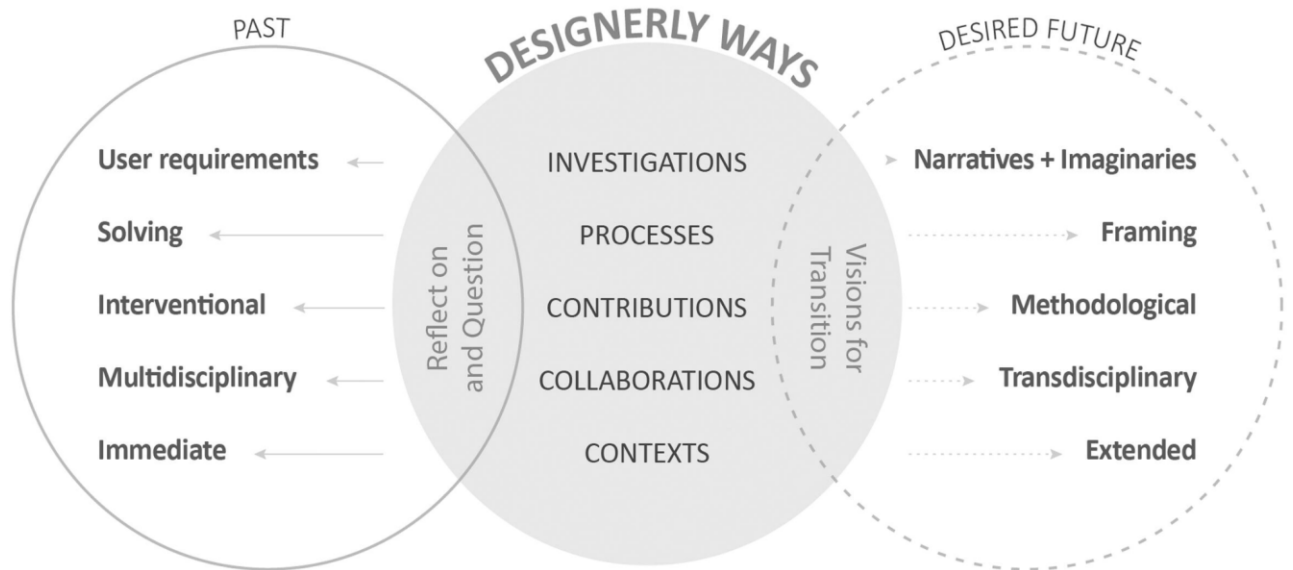 PAST
DESIGNERLY WAYS
DESIRED FUTURE
User requirements
INVESTIGATIONS
Narratives + Imaginaries
Solving
PROCESSES
Framing
Interventional
CONTRIBUTIONS
Methodological
Multidisciplinary
COLLABORATIONS
Transdisciplinary
Immediate
CONTEXTS
Extended
Reflect on
and Question
Visions for
Transition